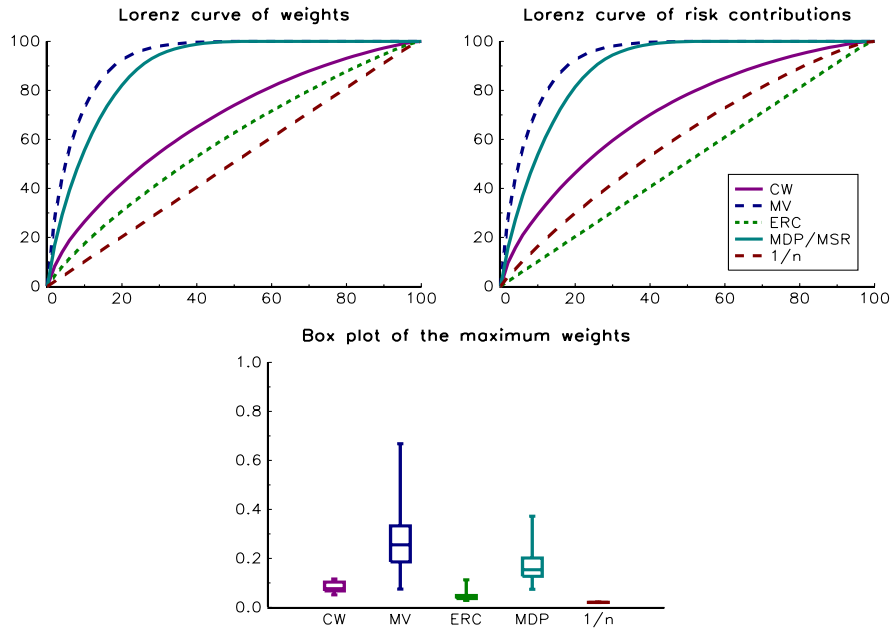 Lorenz curve of weights
100
80
60
40
20
0
0 20 40 60 80 100
Lorenz curve of risk contributions
100
80
60
40
20
0
0 20 40 60 80 100
CW
MV
ERC
MDP/MSR
1/n
Box plot of the maximum weights
1.0
0.8
0.6
0.4
0.2
0.0
CW MV ERC MDP 1/n